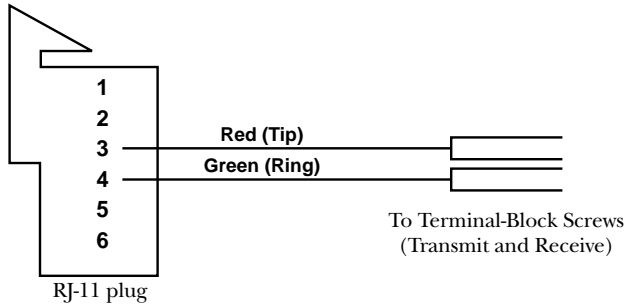 1
2
Red (Tip)
3
Green (Ring)
4
5
6
To Terminal-Block Screws
(Transmit and Receive)
RJ-11 plug